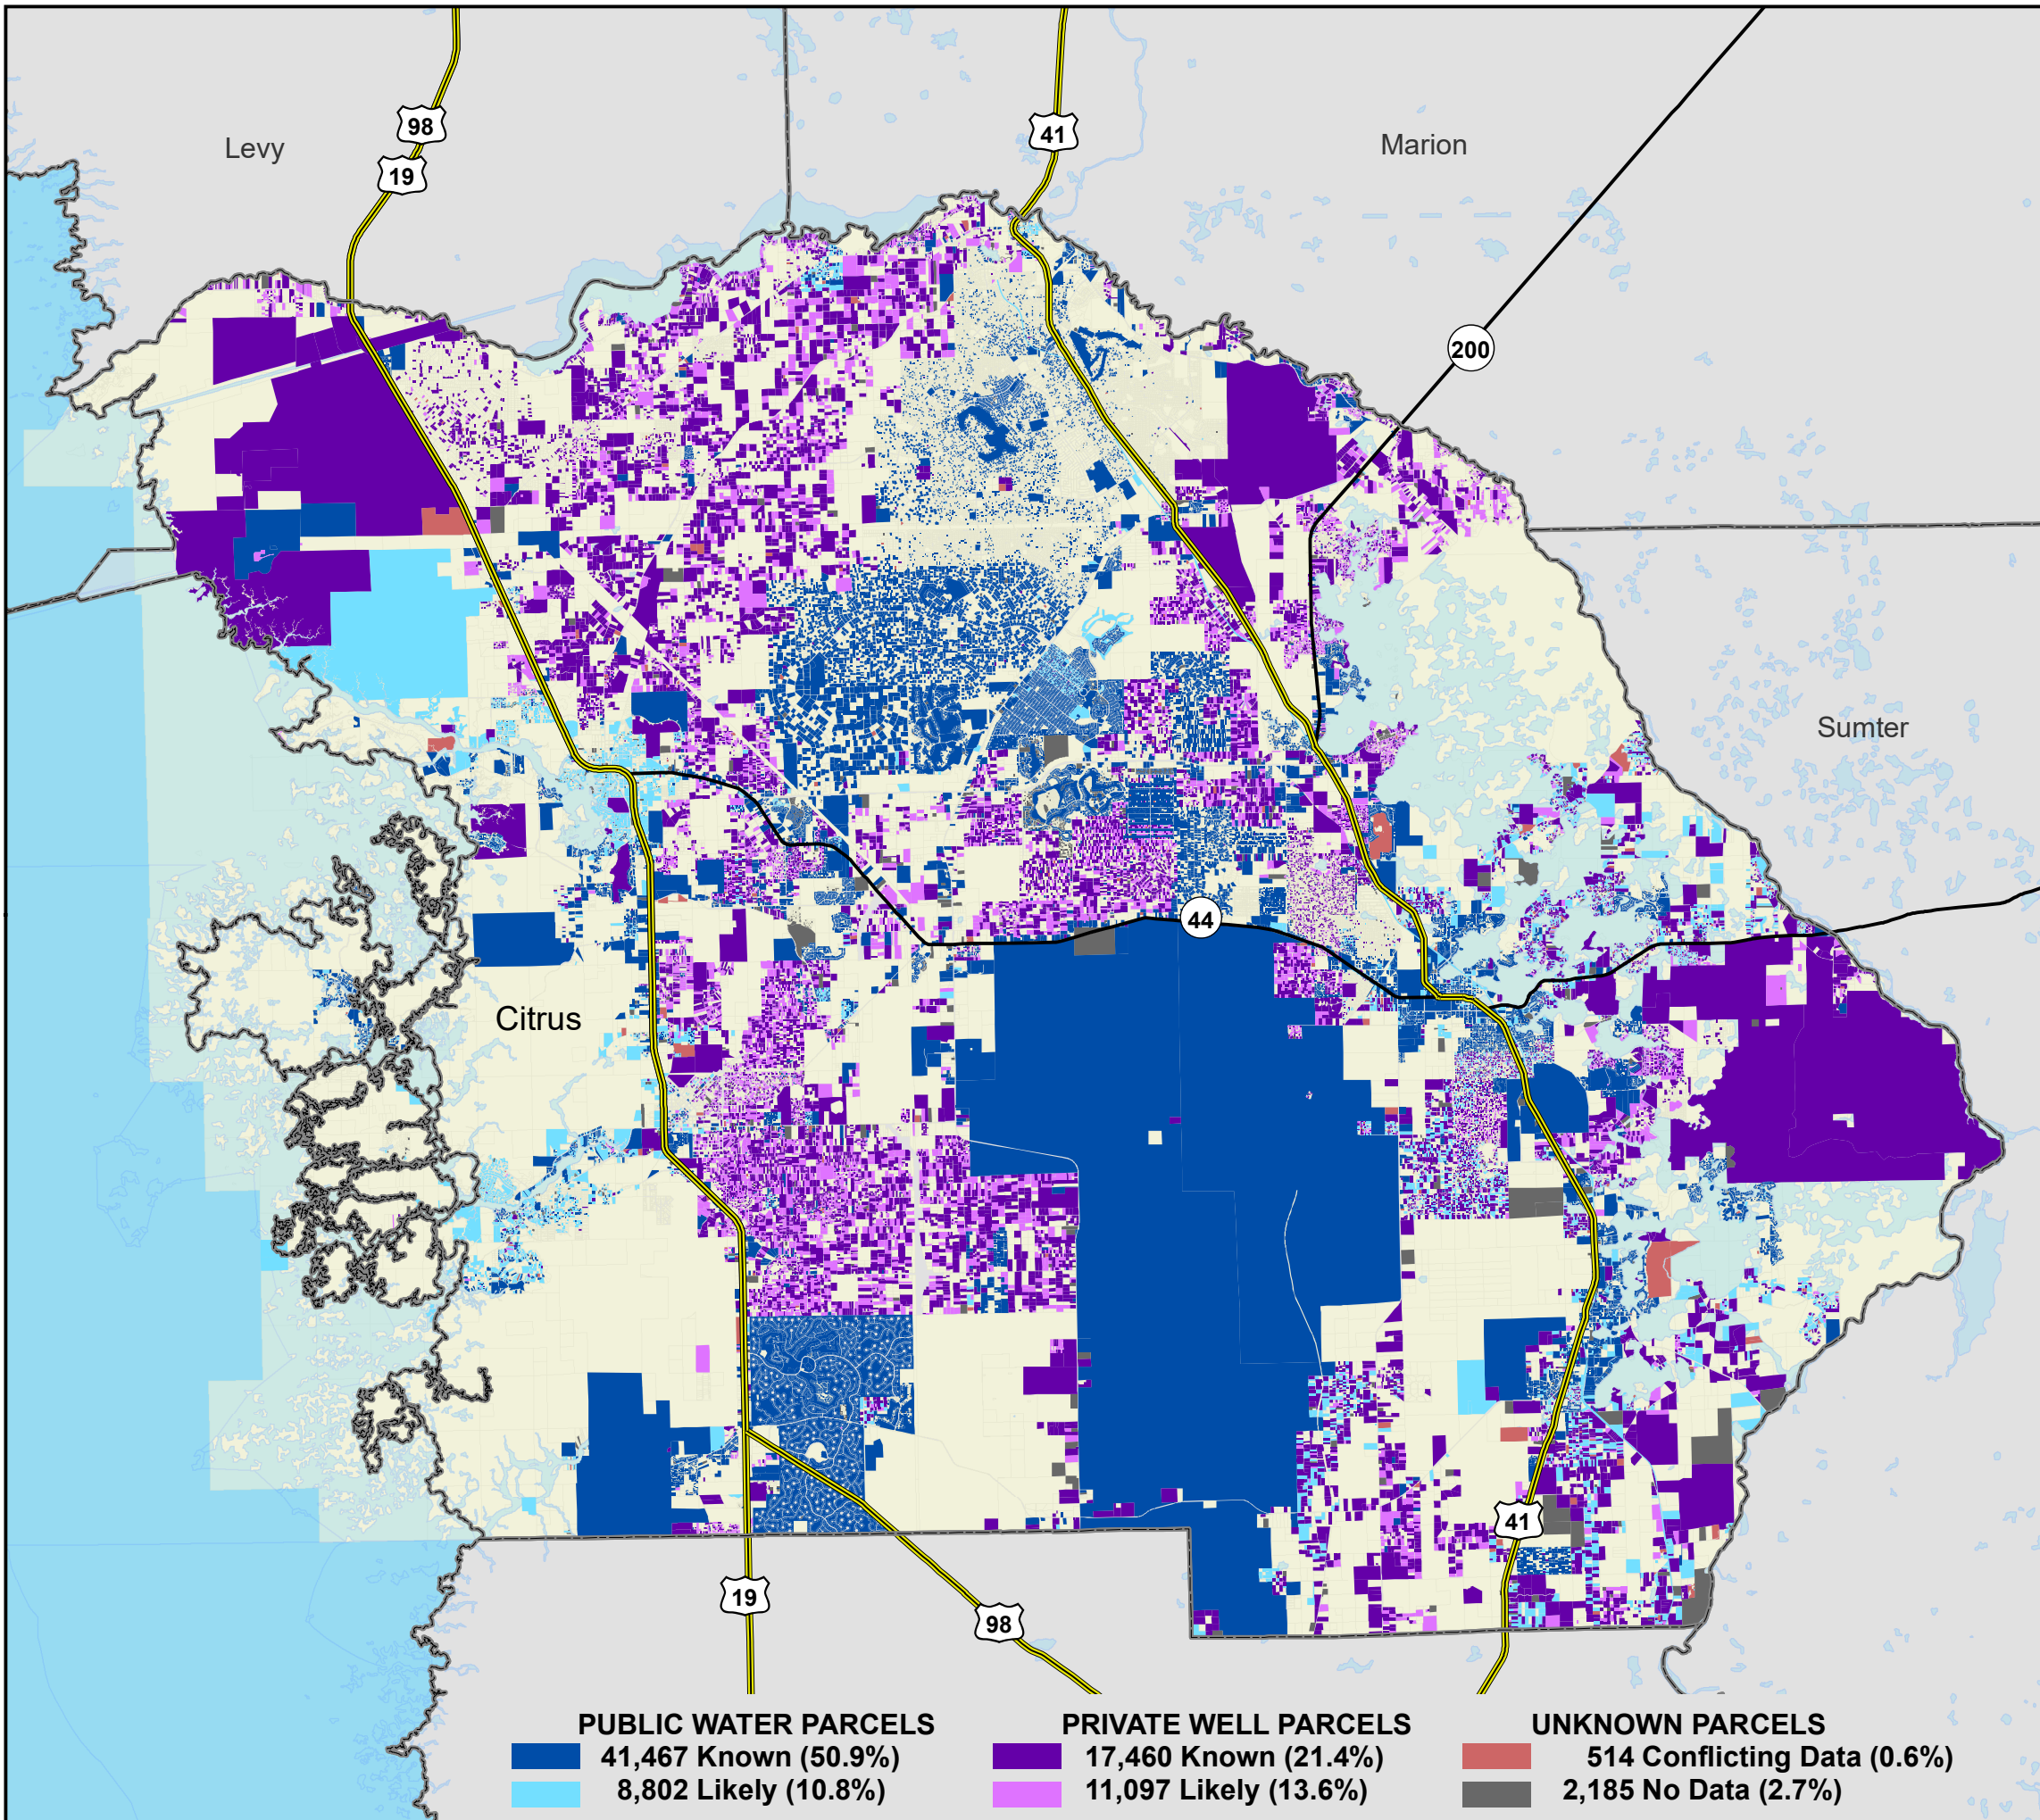 98
41
Levy
Marion
19
200
Sumter
44
Citrus
41
19
98
PUBLIC WATER PARCELS
41,467 Known (50.9%)
8,802 Likely (10.8%)
PRIVATE WELL PARCELS
17,460 Known (21.4%)
11,097 Likely (13.6%)
UNKNOWN PARCELS
514 Conflicting Data (0.6%)
2,185 No Data (2.7%)